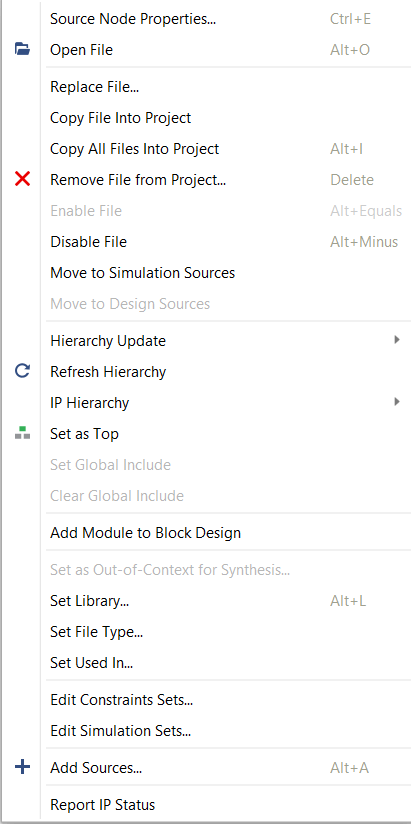 Source Node Properties... Ctrl+E
Open File Alt+O
Replace File...
Copy File Into Project
Copy All Files Into Project Alt+I
Remove File from Project... Delete
Enable File Alt+Equals
Disable File Alt+Minus
Move to Simulation Sources
Move to Design Sources
Hierarchy Update
Refresh Hierarchy
IP Hierarchy
Set as Top
Set Global Include
Clear Global Include
Add Module to Block Design
Set as Out-of-Context for Synthesis...
Set Library... Alt+L
Set File Type...
Set Used In...
Edit Constraints Sets...
Edit Simulation Sets...
Add Sources... Alt+A
Report IP Status